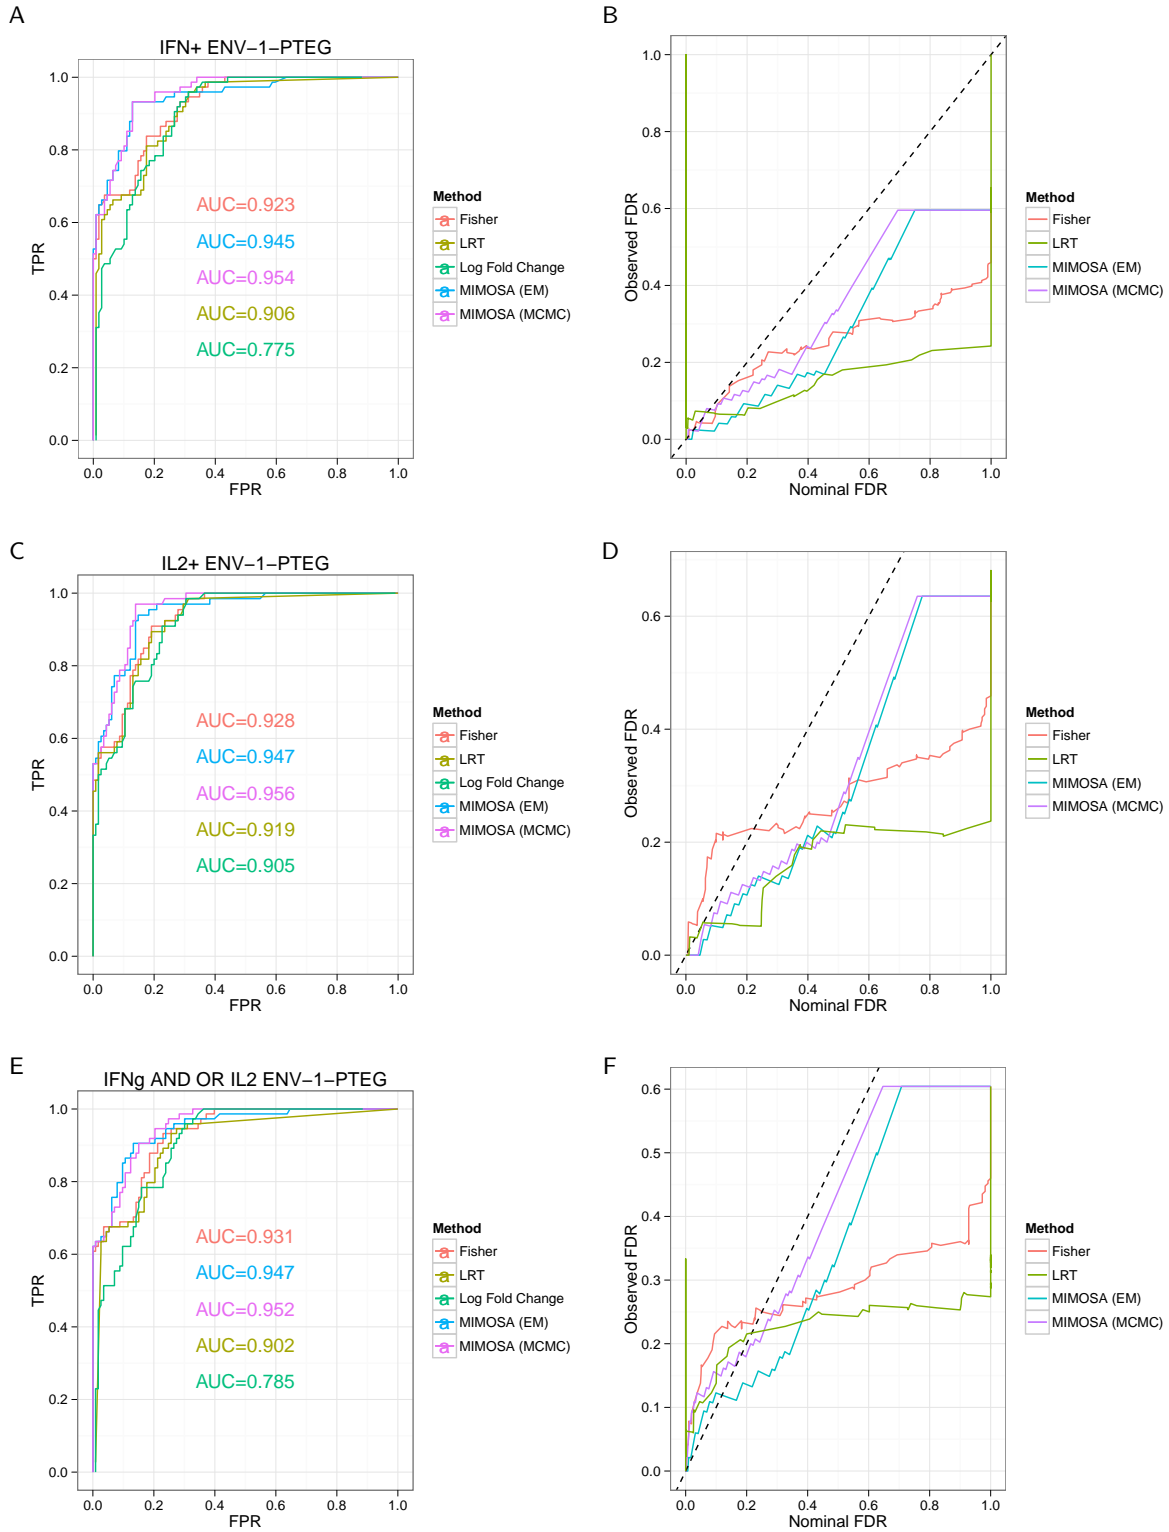 A
IFN+ ENV−1−PTEG
TPR
1.0
0.8
0.6
0.4
0.2
0.0
AUC=0.923
AUC=0.945
AUC=0.954
AUC=0.906
AUC=0.775
0.0 0.2 0.4 0.6 0.8 1.0
FPR
Method
a Fisher
a LRT
a Log Fold Change
a MIMOSA (EM)
a MIMOSA (MCMC)
B
Observed FDR
1.0
0.8
0.6
0.4
0.2
0.0
0.0 0.2 0.4 0.6 0.8 1.0
Nominal FDR
Method
Fisher
LRT
MIMOSA (EM)
MIMOSA (MCMC)
C
IL2+ ENV−1−PTEG
TPR
1.0
0.8
0.6
0.4
0.2
0.0
AUC=0.928
AUC=0.947
AUC=0.956
AUC=0.919
AUC=0.905
0.0 0.2 0.4 0.6 0.8 1.0
FPR
Method
a Fisher
a LRT
a Log Fold Change
a MIMOSA (EM)
a MIMOSA (MCMC)
D
Observed FDR
0.6
0.4
0.2
0.0
0.0 0.2 0.4 0.6 0.8 1.0
Nominal FDR
Method
Fisher
LRT
MIMOSA (EM)
MIMOSA (MCMC)
E
IFNg AND OR IL2 ENV−1−PTEG
TPR
1.0
0.8
0.6
0.4
0.2
0.0
AUC=0.931
AUC=0.947
AUC=0.952
AUC=0.902
AUC=0.785
0.0 0.2 0.4 0.6 0.8 1.0
FPR
Method
a Fisher
a LRT
a Log Fold Change
a MIMOSA (EM)
a MIMOSA (MCMC)
F
Observed FDR
0.6
0.5
0.4
0.3
0.2
0.1
0.0
0.0 0.2 0.4 0.6 0.8 1.0
Nominal FDR
Method
Fisher
LRT
MIMOSA (EM)
MIMOSA (MCMC)